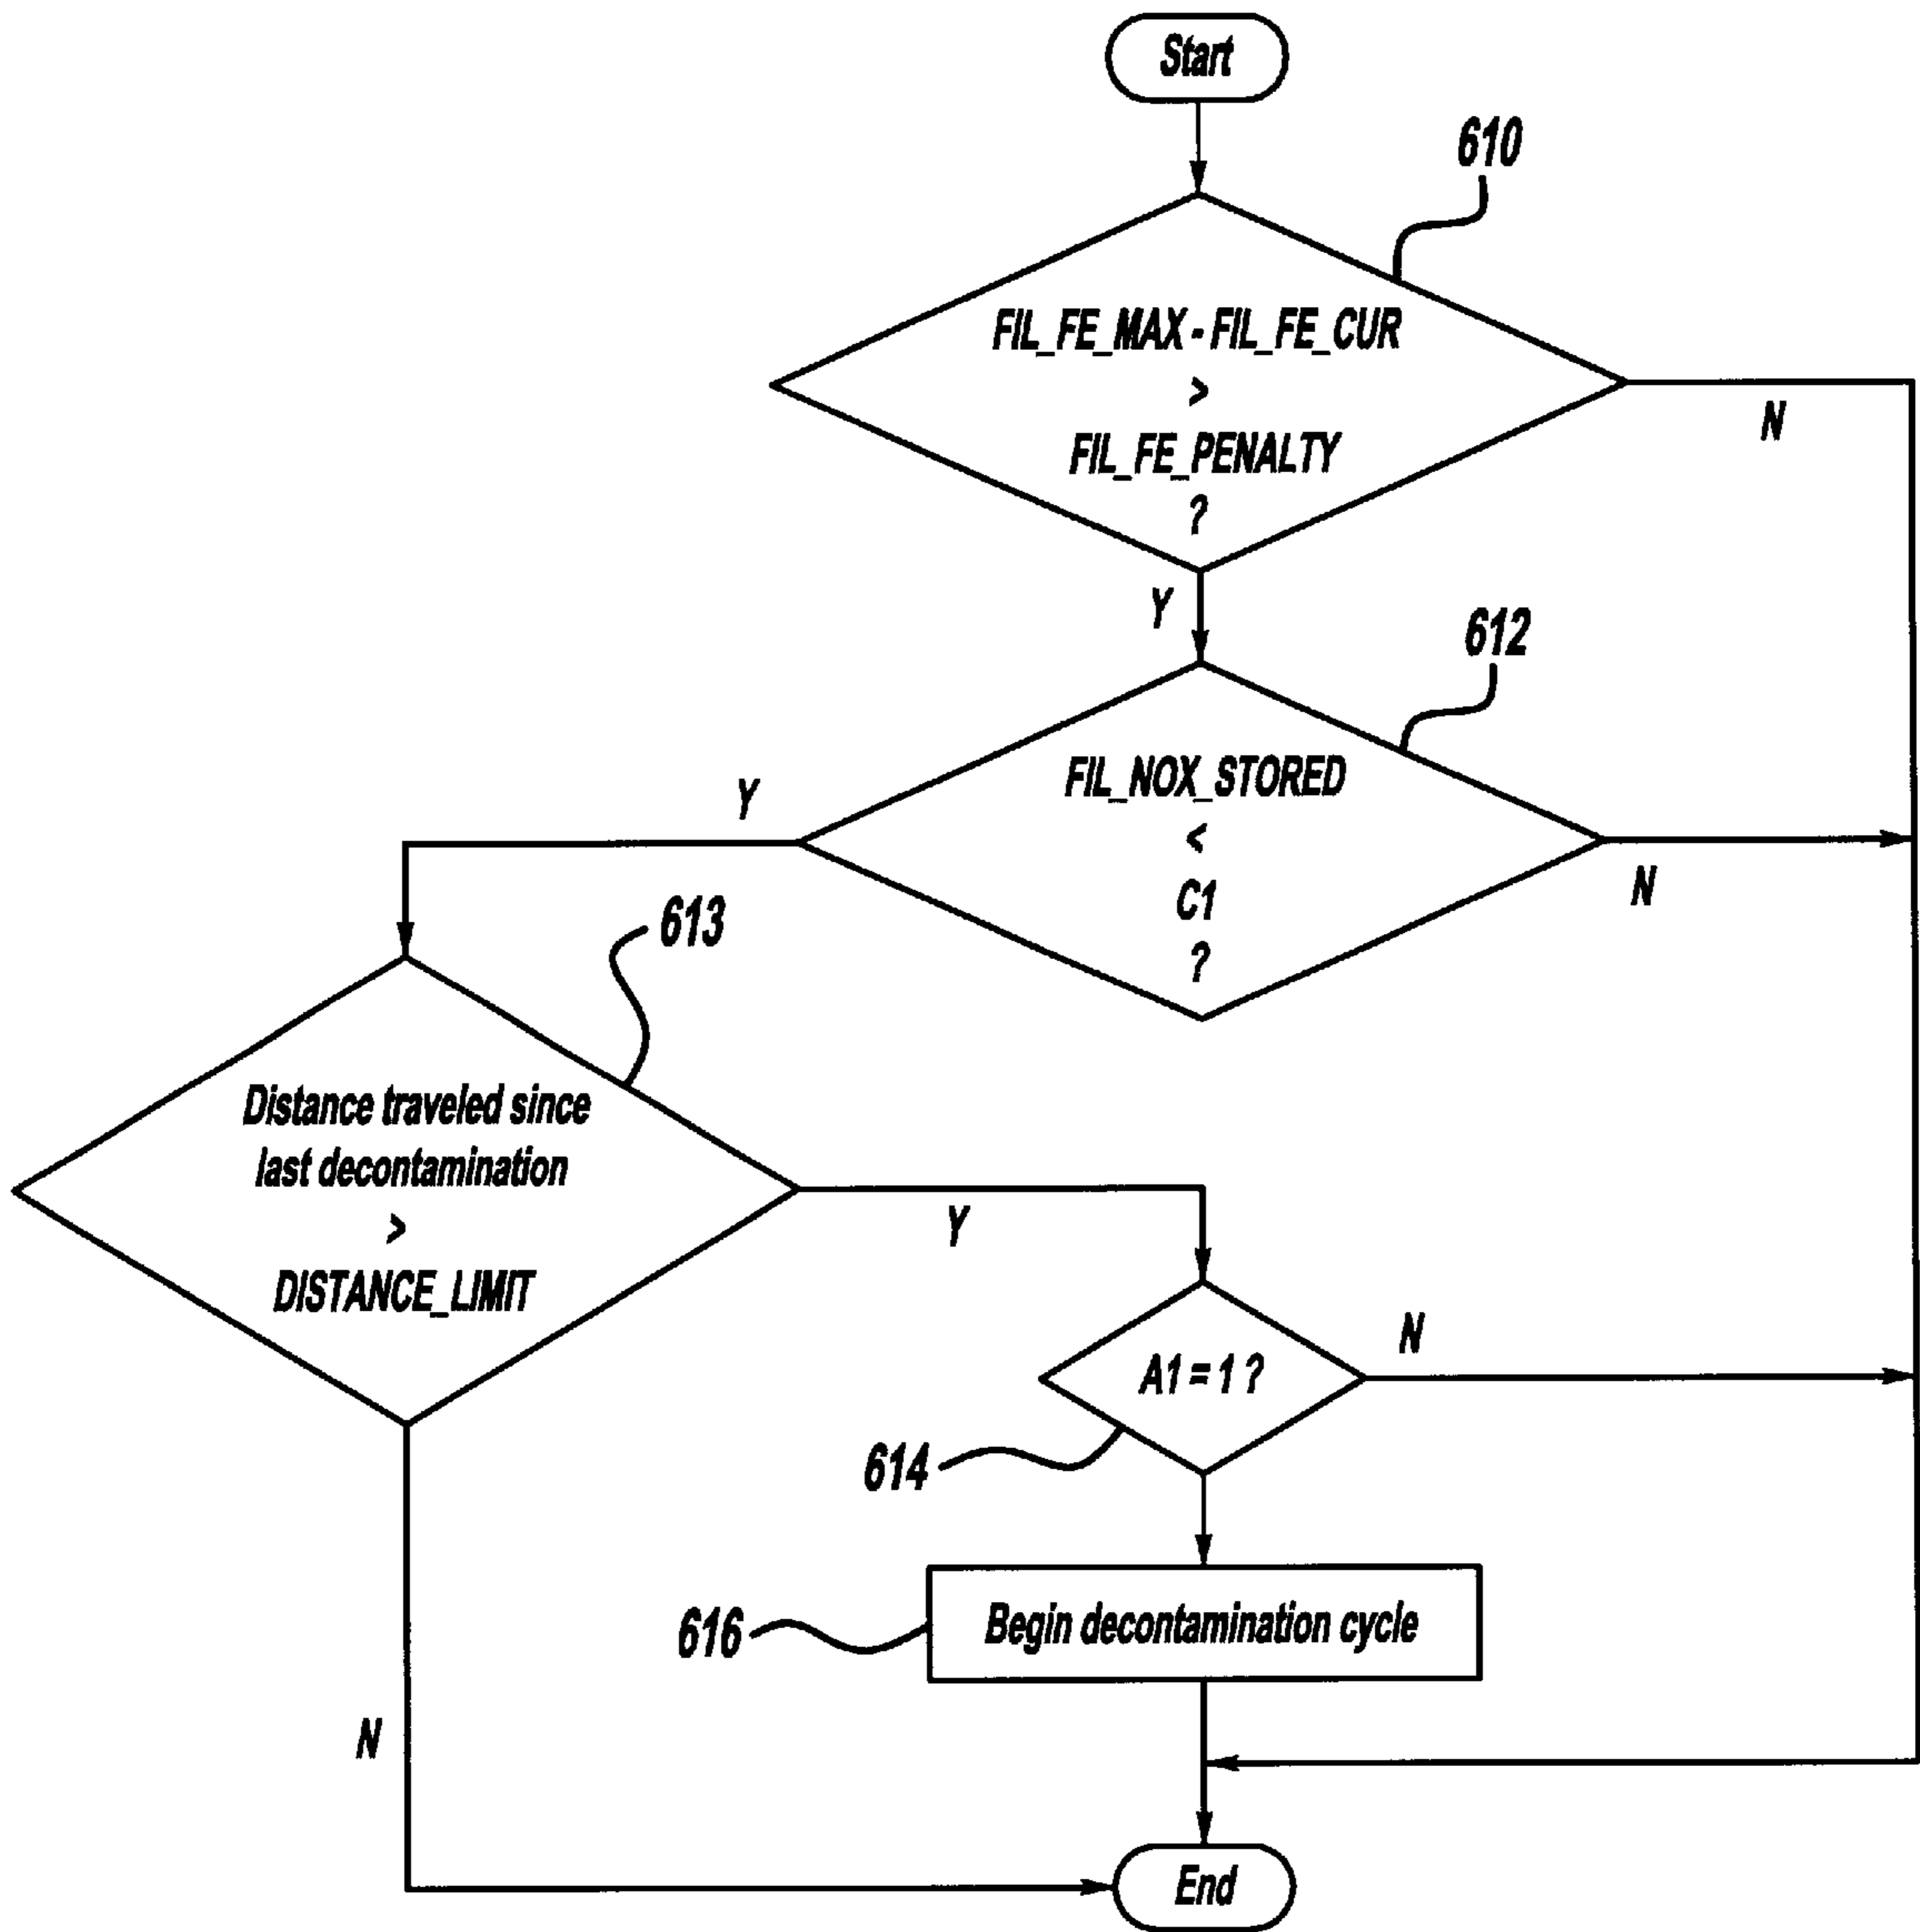 Start
610
FIL_FE_MAX - FIL_FE_CUR
>
FIL_FE_PENALTY
?
N
Y
612
FIL_NOX_STORED
<
C1
?
Y
N
613
Distance traveled since
last decontamination
>
DISTANCE_LIMIT
Y
A1 = 1 ?
N
614
Begin decontamination cycle
616
N
End